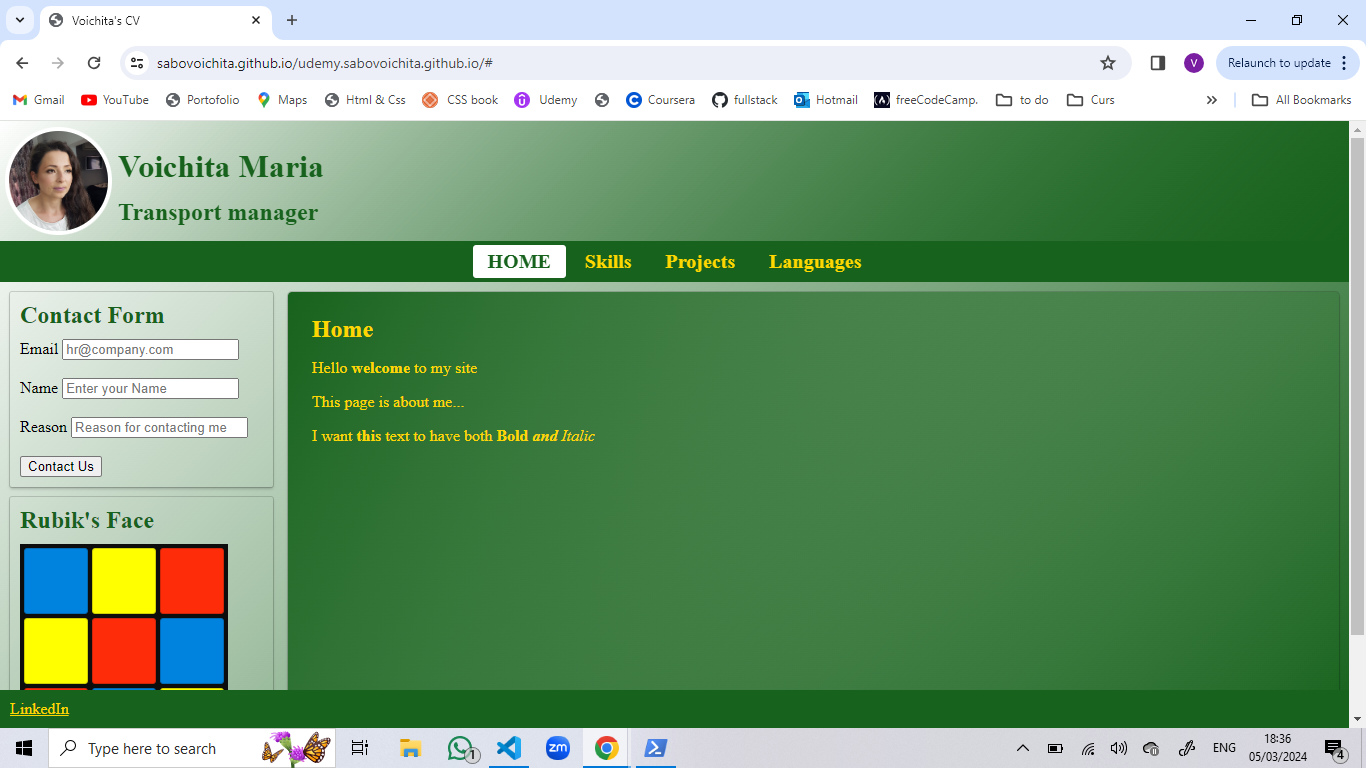 Voichita's CV
sabovoichita.github.io/udemy.sabovoichita.github.io/#
V
Relaunch to update
Gmail YouTube Portofolio Maps Html & Css CSS book Udemy Coursera fullstack Hotmail freeCodeCamp. to do Curs All Bookmarks
Voichita Maria
Transport manager
HOME Skills Projects Languages
Contact Form
Email hr@company.com
Name Enter your Name
Reason Reason for contacting me
Contact Us
Rubik's Face
Home
Hello welcome to my site
This page is about me...
I want this text to have both Bold and Italic
LinkedIn
Type here to search
1
zm
ENG
18:36
05/03/2024
4